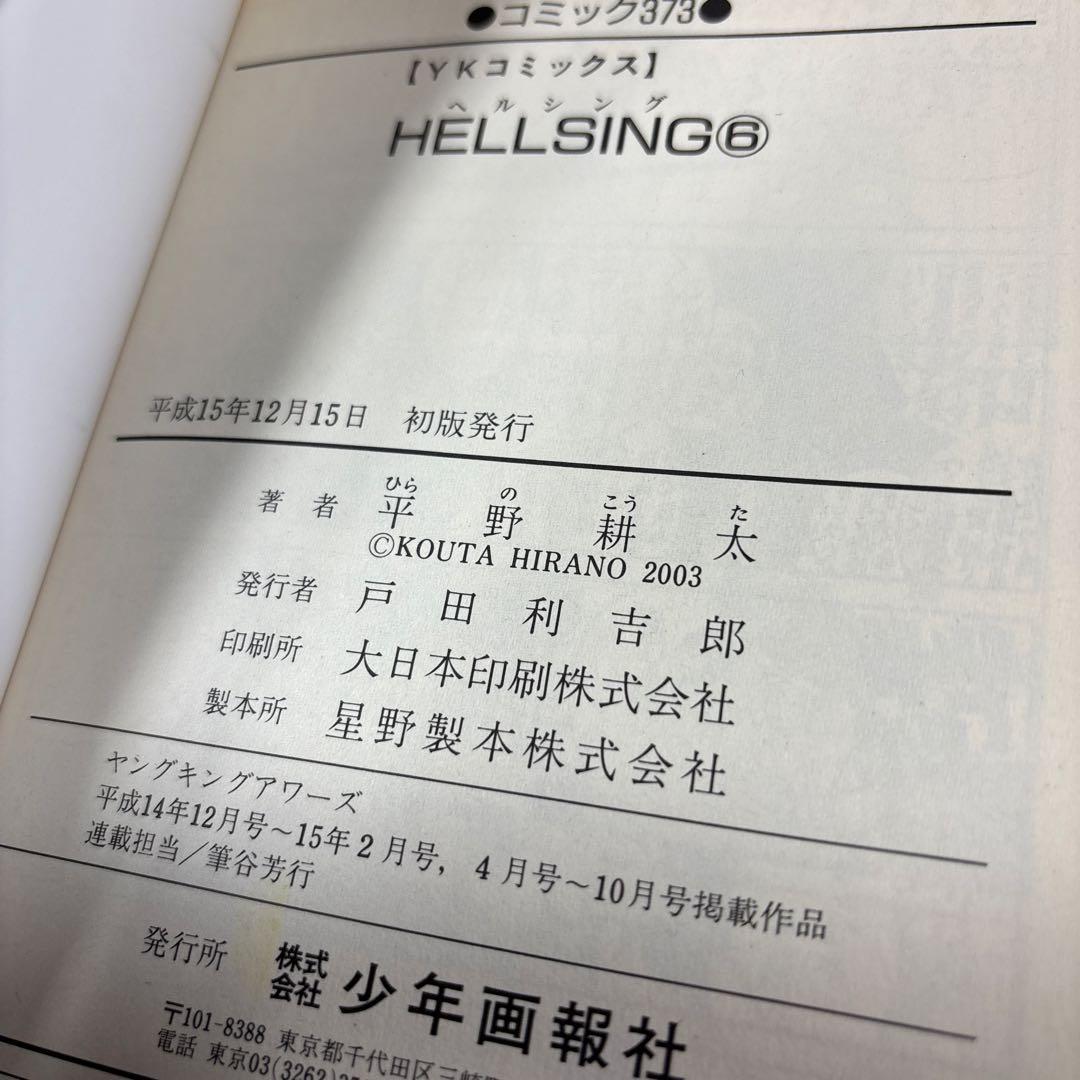 ●コミック373●
【YKコミックス】
ヘルシング
HELLSING⑥
平成15年12月15日 初版発行
ひら の こう た
著者 平野耕太
©KOUTA HIRANO 2003
発行者 戸田利吉郎
印刷所 大日本印刷株式会社
製本所 星野製本株式会社
ヤングキングアワーズ
平成14年12月号～15年2月号，4月号～10月号掲載作品
連載担当／筆谷芳行
発行所 株式会社 少年画報社
〒101-8388 東京都千代田区三崎
電話 東京03(3262)